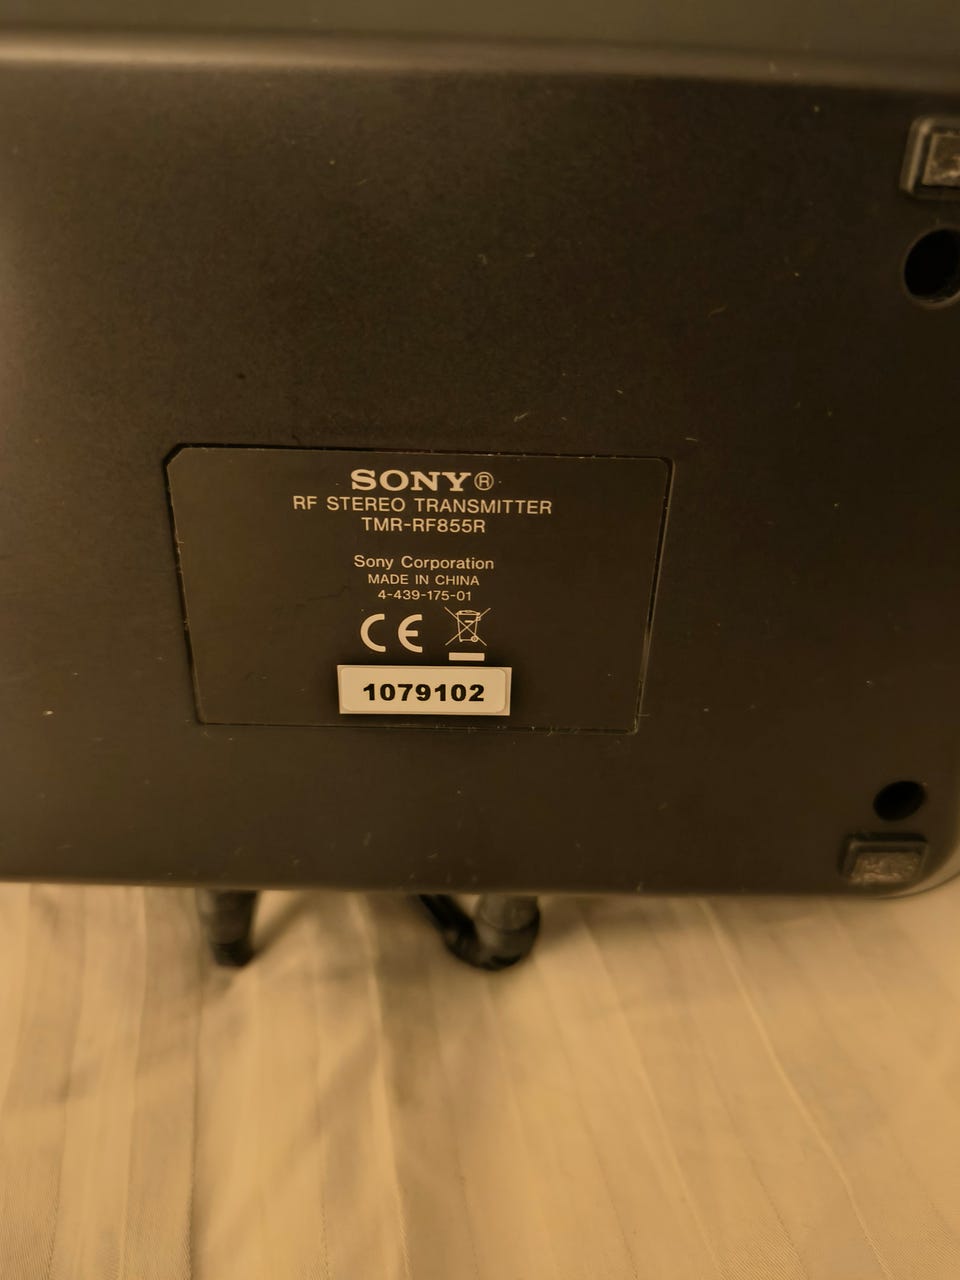 SONY®
RF STEREO TRANSMITTER
TMR-RF855R
Sony Corporation
MADE IN CHINA
4-439-175-01
CE
1079102